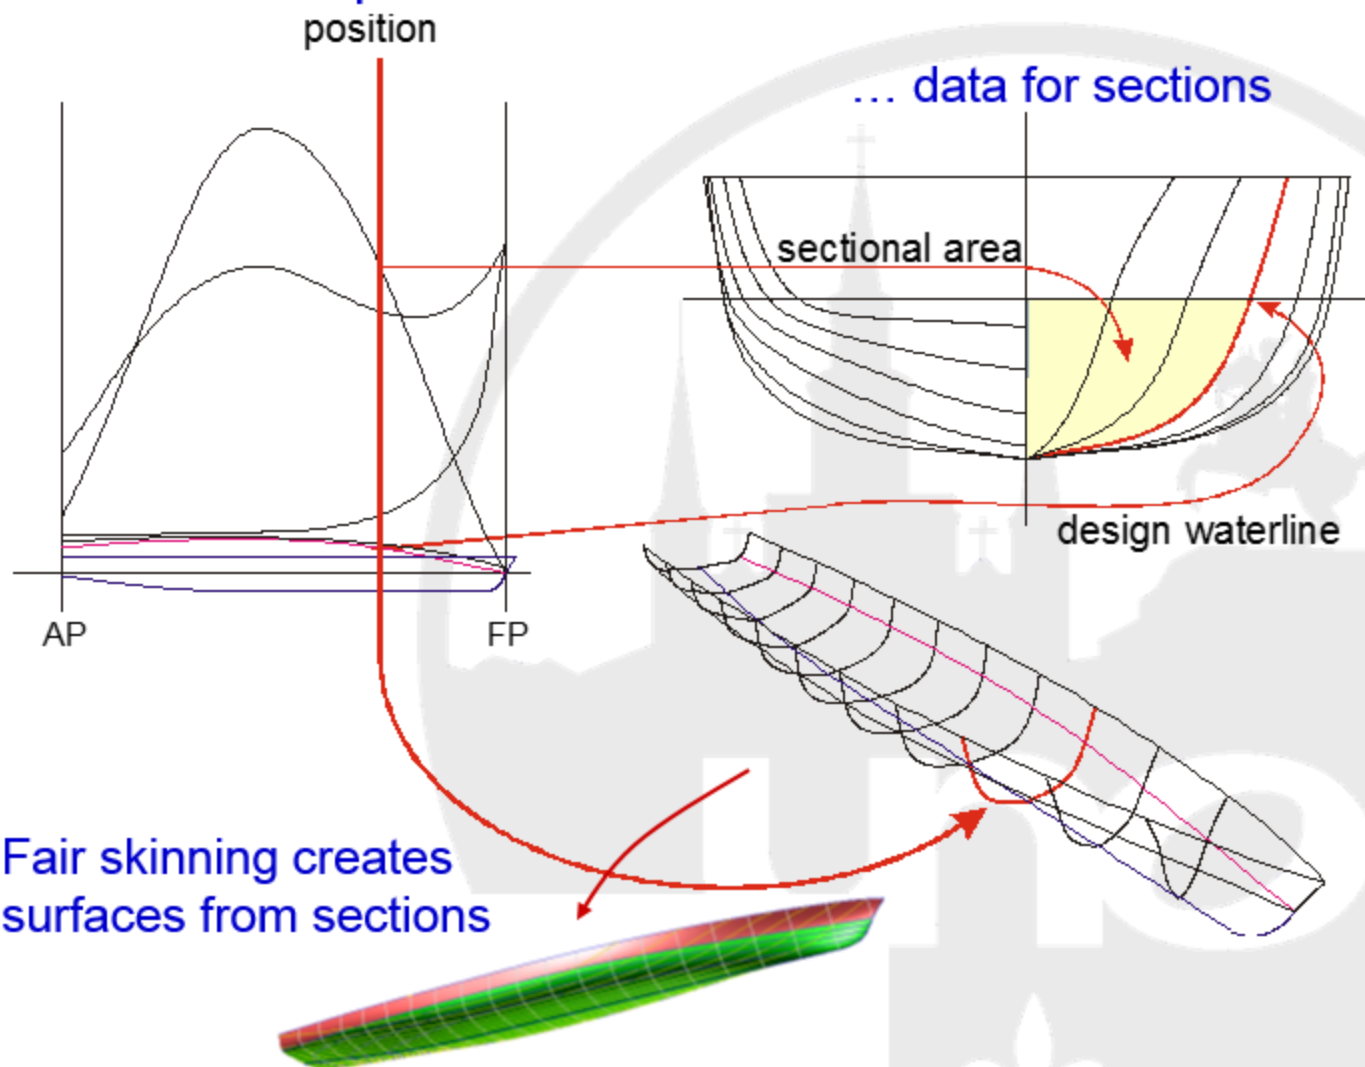 position
… data for sections
sectional area
design waterline
AP
FP
Fair skinning creates
surfaces from sections